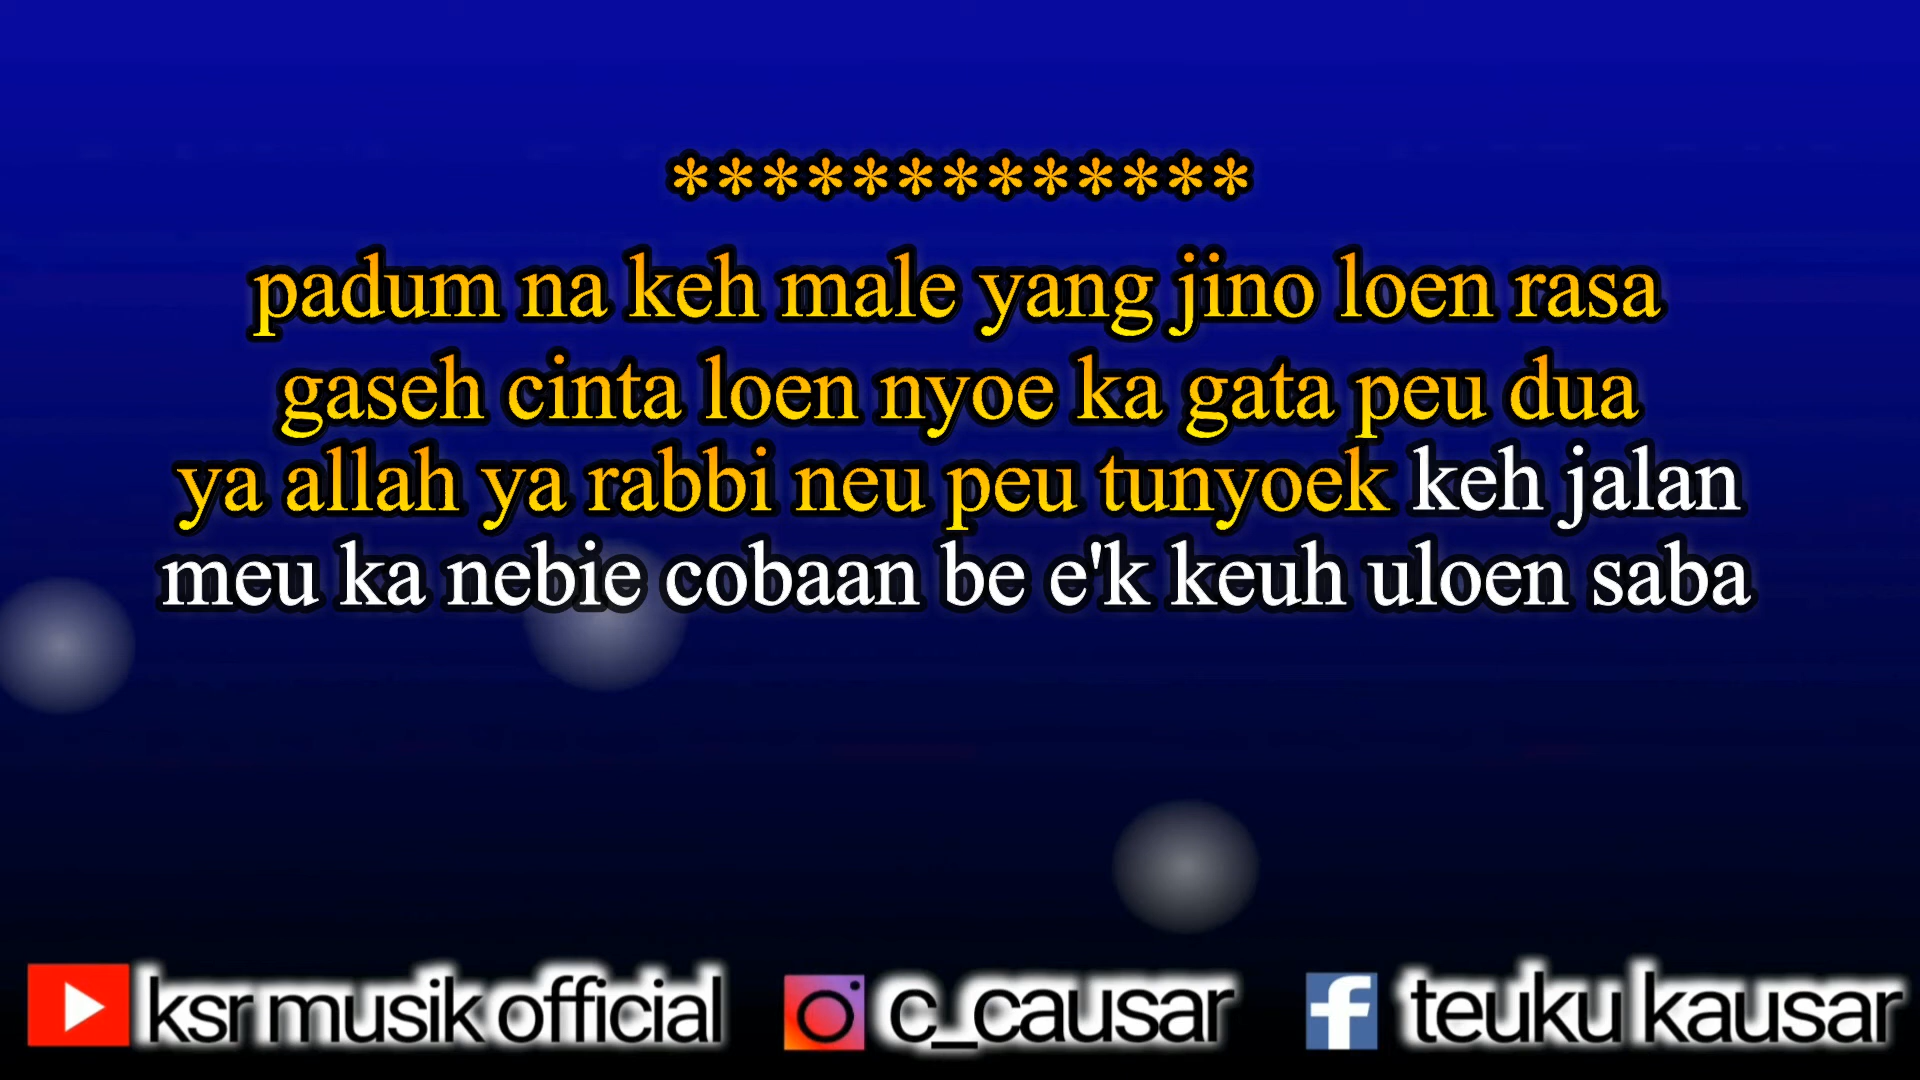 *************
padum na keh male yang jino loen rasa
gaseh cinta loen nyoe ka gata peu dua
ya allah ya rabbi neu peu tunyoek keh jalan
meu ka nebie cobaan be e'k keuh uloen saba
ksr musik official c_causar teuku kausar